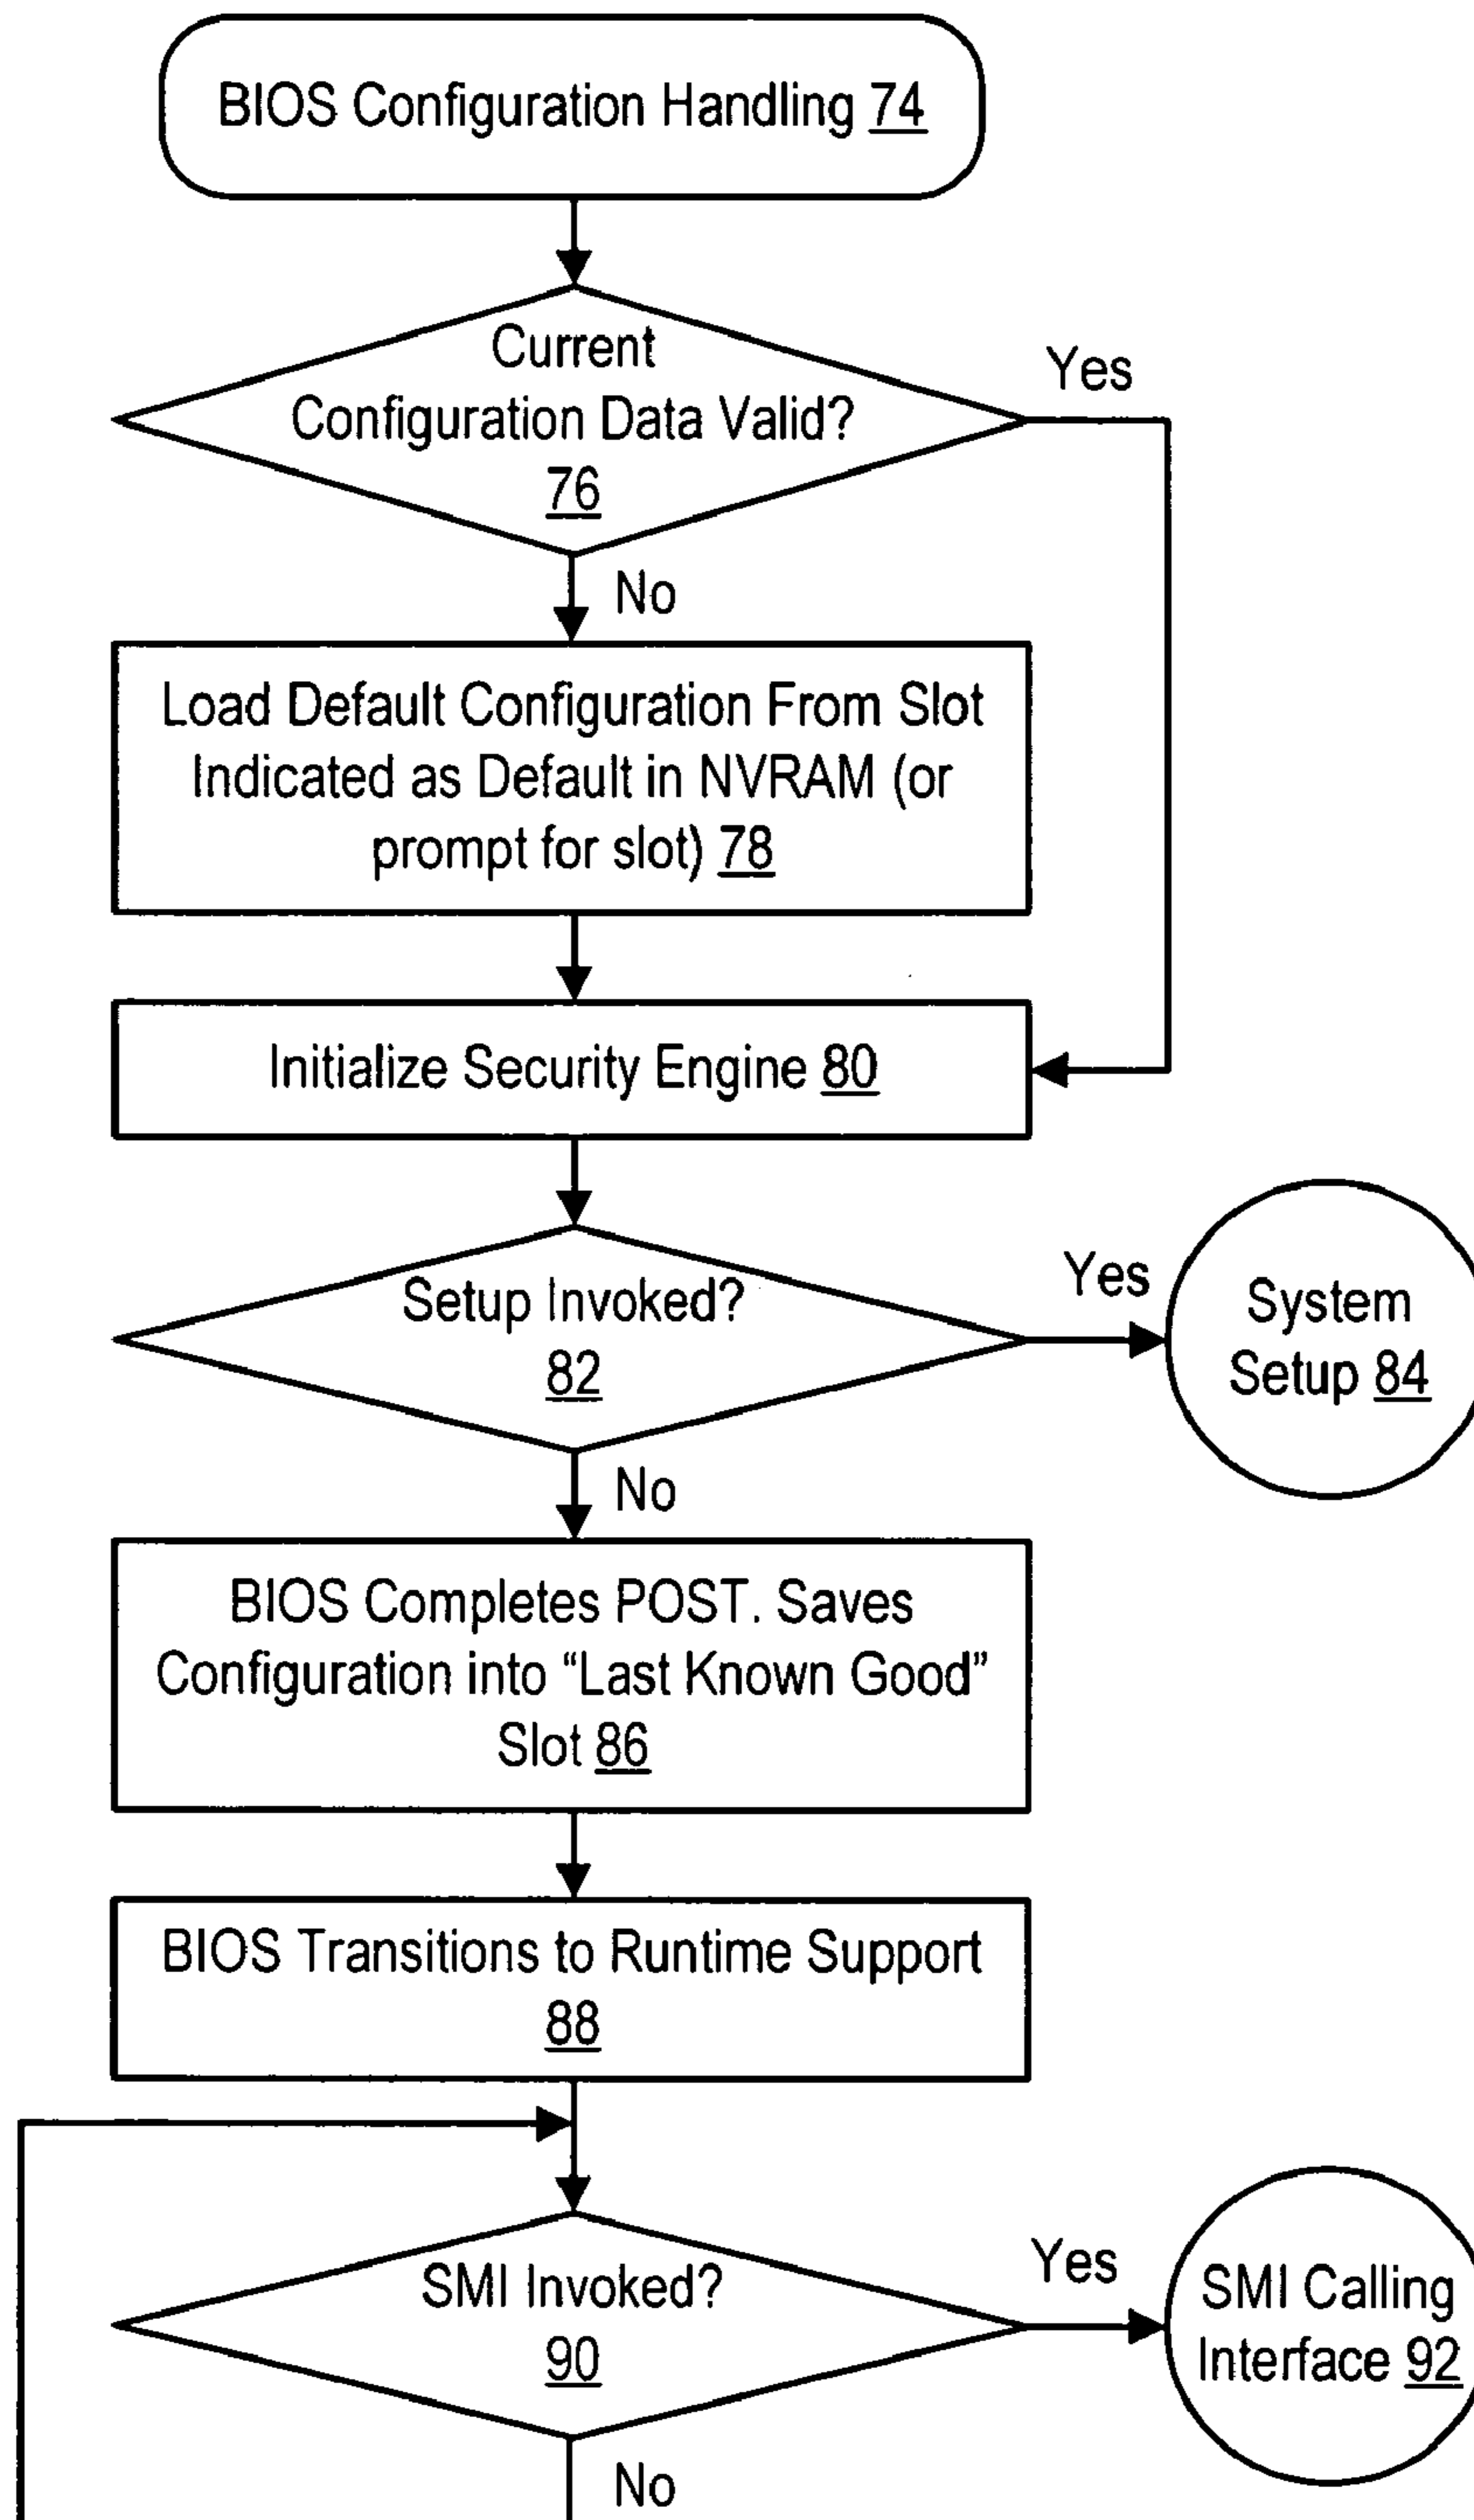 BIOS Configuration Handling 74
Current
Configuration Data Valid?
76
Yes
No
Load Default Configuration From Slot
Indicated as Default in NVRAM (or
prompt for slot) 78
Initialize Security Engine 80
Setup Invoked?
82
Yes
System
Setup 84
No
BIOS Completes POST. Saves
Configuration into “Last Known Good”
Slot 86
BIOS Transitions to Runtime Support
88
SMI Invoked?
90
Yes
SMI Calling
Interface 92
No